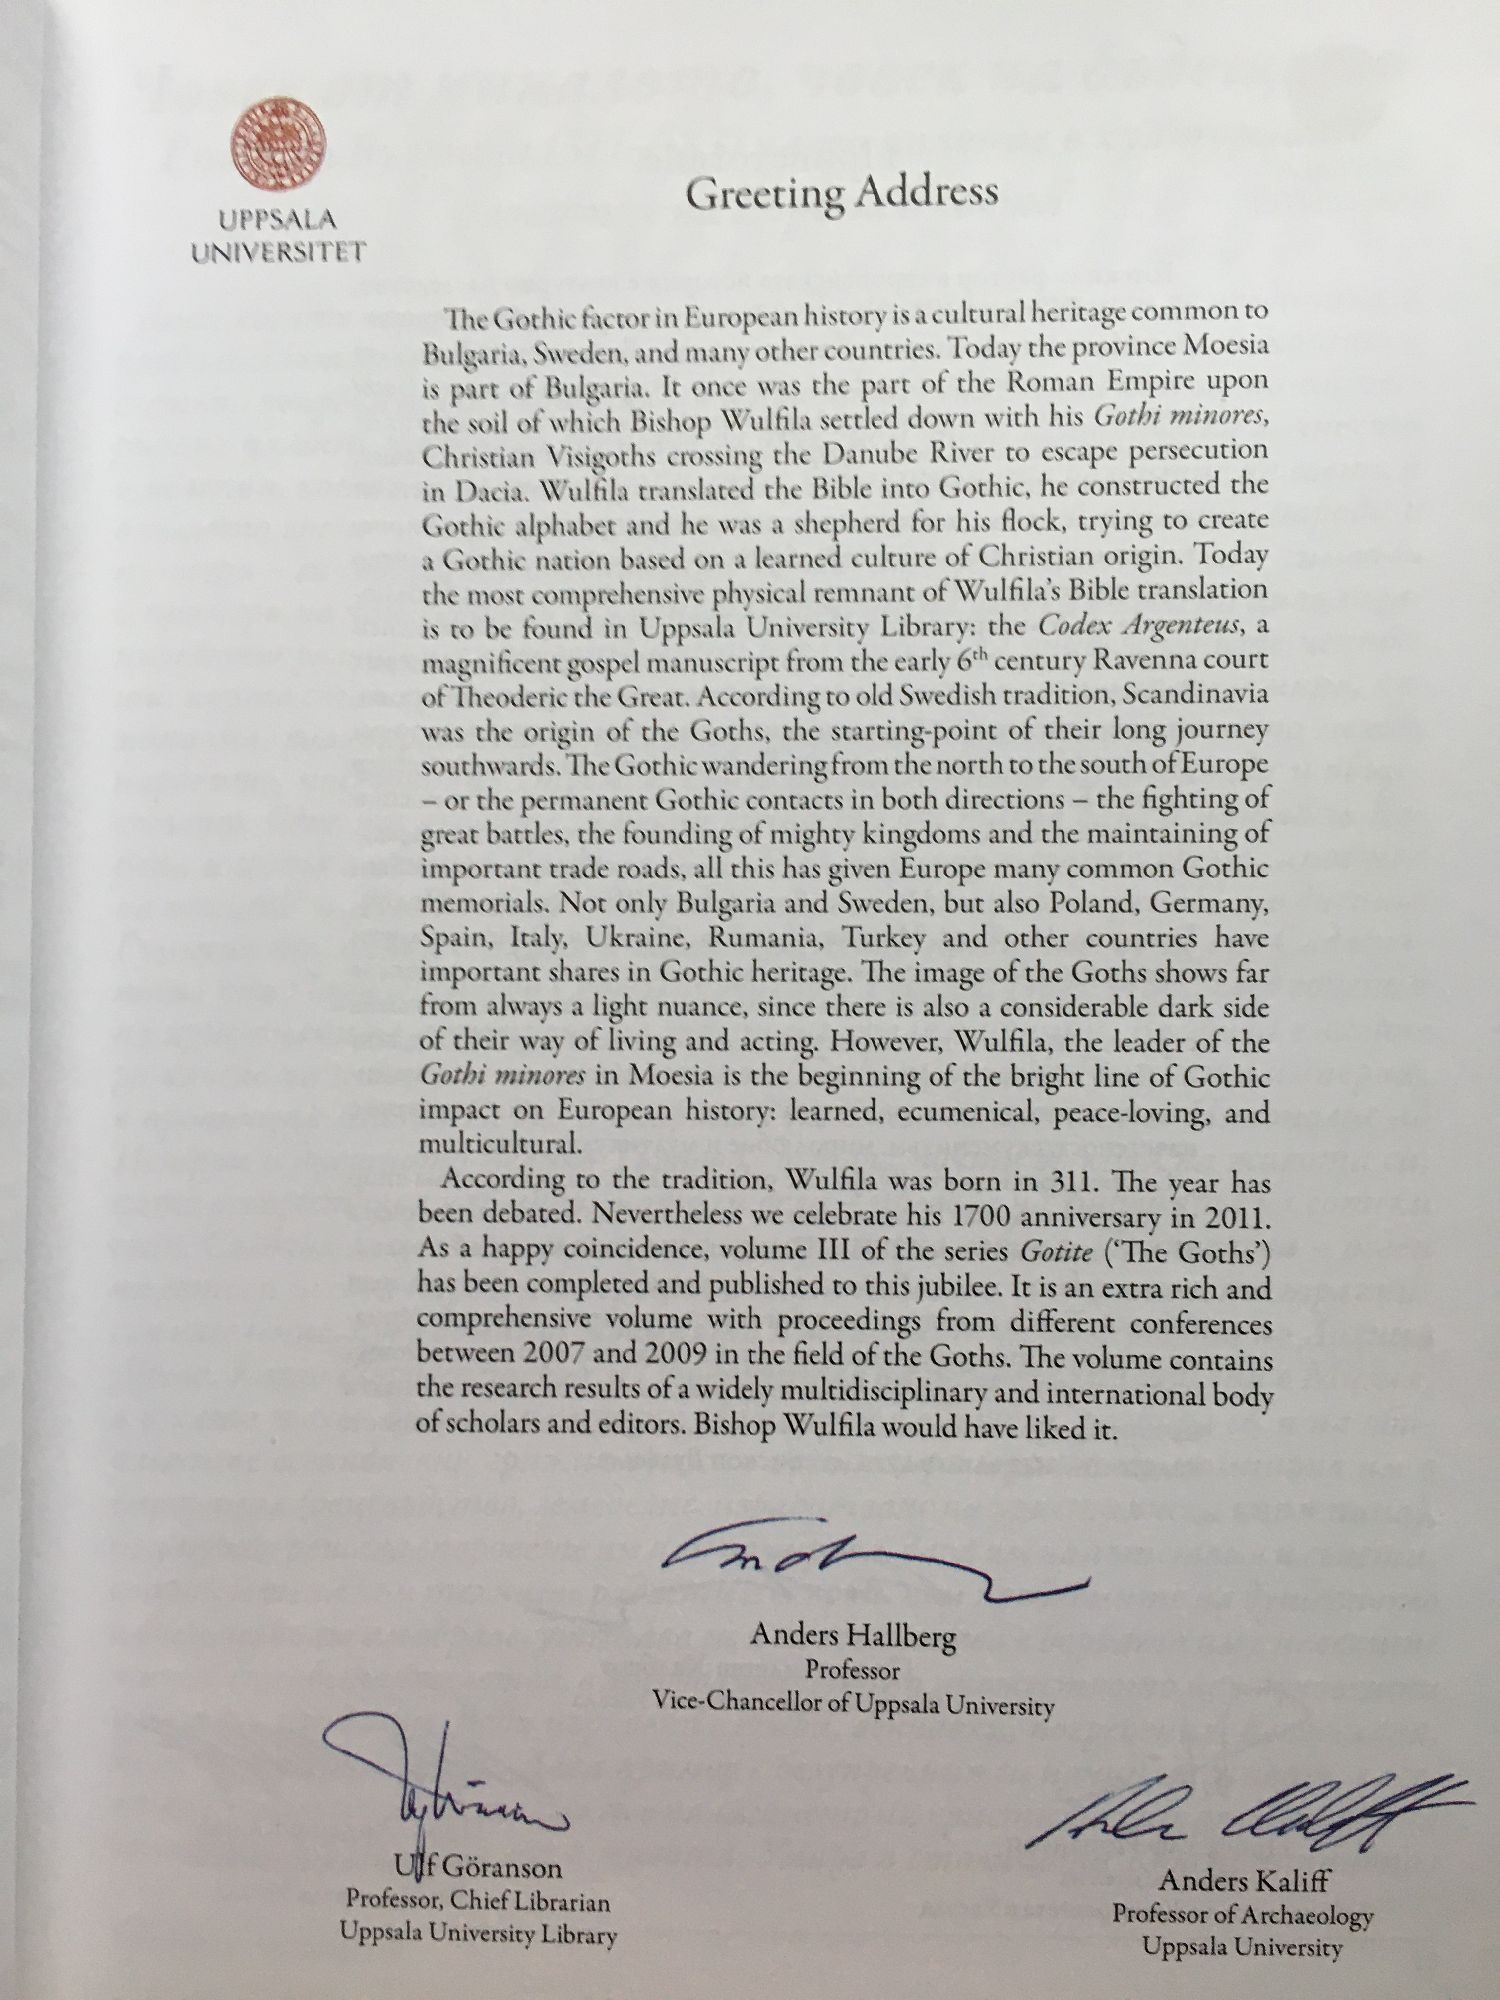 UPPSALA
UNIVERSITET
Greeting Address
The Gothic factor in European history is a cultural heritage common to
Bulgaria, Sweden, and many other countries. Today the province Moesia
is part of Bulgaria. It once was the part of the Roman Empire upon
the soil of which Bishop Wulfila settled down with his Gothi minores,
Christian Visigoths crossing the Danube River to escape persecution
in Dacia. Wulfila translated the Bible into Gothic, he constructed the
Gothic alphabet and he was a shepherd for his flock, trying to create
a Gothic nation based on a learned culture of Christian origin. Today
the most comprehensive physical remnant of Wulfila's Bible translation
is to be found in Uppsala University Library: the Codex Argenteus, a
magnificent gospel manuscript from the early 6th century Ravenna court
of Theoderic the Great. According to old Swedish tradition, Scandinavia
was the origin of the Goths, the starting-point of their long journey
southwards. The Gothic wandering from the north to the south of Europe
– or the permanent Gothic contacts in both directions – the fighting of
great battles, the founding of mighty kingdoms and the maintaining of
important trade roads, all this has given Europe many common Gothic
memorials. Not only Bulgaria and Sweden, but also Poland, Germany,
Spain, Italy, Ukraine, Rumania, Turkey and other countries have
important shares in Gothic heritage. The image of the Goths shows far
from always a light nuance, since there is also a considerable dark side
of their way of living and acting. However, Wulfila, the leader of the
Gothi minores in Moesia is the beginning of the bright line of Gothic
impact on European history: learned, ecumenical, peace-loving, and
multicultural.
According to the tradition, Wulfila was born in 311. The year has
been debated. Nevertheless we celebrate his 1700 anniversary in 2011.
As a happy coincidence, volume III of the series Gotite ('The Goths')
has been completed and published to this jubilee. It is an extra rich and
comprehensive volume with proceedings from different conferences
between 2007 and 2009 in the field of the Goths. The volume contains
the research results of a widely multidisciplinary and international body
of scholars and editors. Bishop Wulfila would have liked it.
Anders Hallberg
Professor
Vice-Chancellor of Uppsala University
Ulf Göranson
Professor, Chief Librarian
Uppsala University Library
Anders Kaliff
Professor of Archaeology
Uppsala University